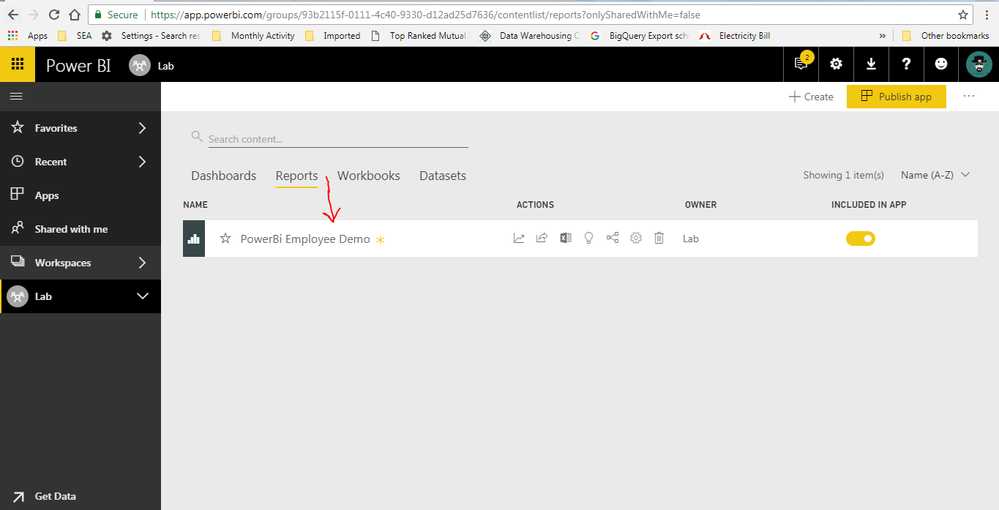 Secure https://app.powerbi.com/groups/93b2115f-0111-4c40-9330-d12ad25d7636/contentlist/reports?onlySharedWithMe=false
Apps SEA Settings - Search res Monthly Activity Imported Top Ranked Mutual Data Warehousing C BigQuery Export sch Electricity Bill » Other bookmarks
Power BI Lab 2 ?
+ Create Publish app ...
Favorites
Search content...
Recent
Dashboards Reports Workbooks Datasets Showing 1 item(s) Name (A-Z)
Apps
NAME ACTIONS OWNER INCLUDED IN APP
Shared with me
PowerBi Employee Demo Lab
Workspaces
Lab
Get Data